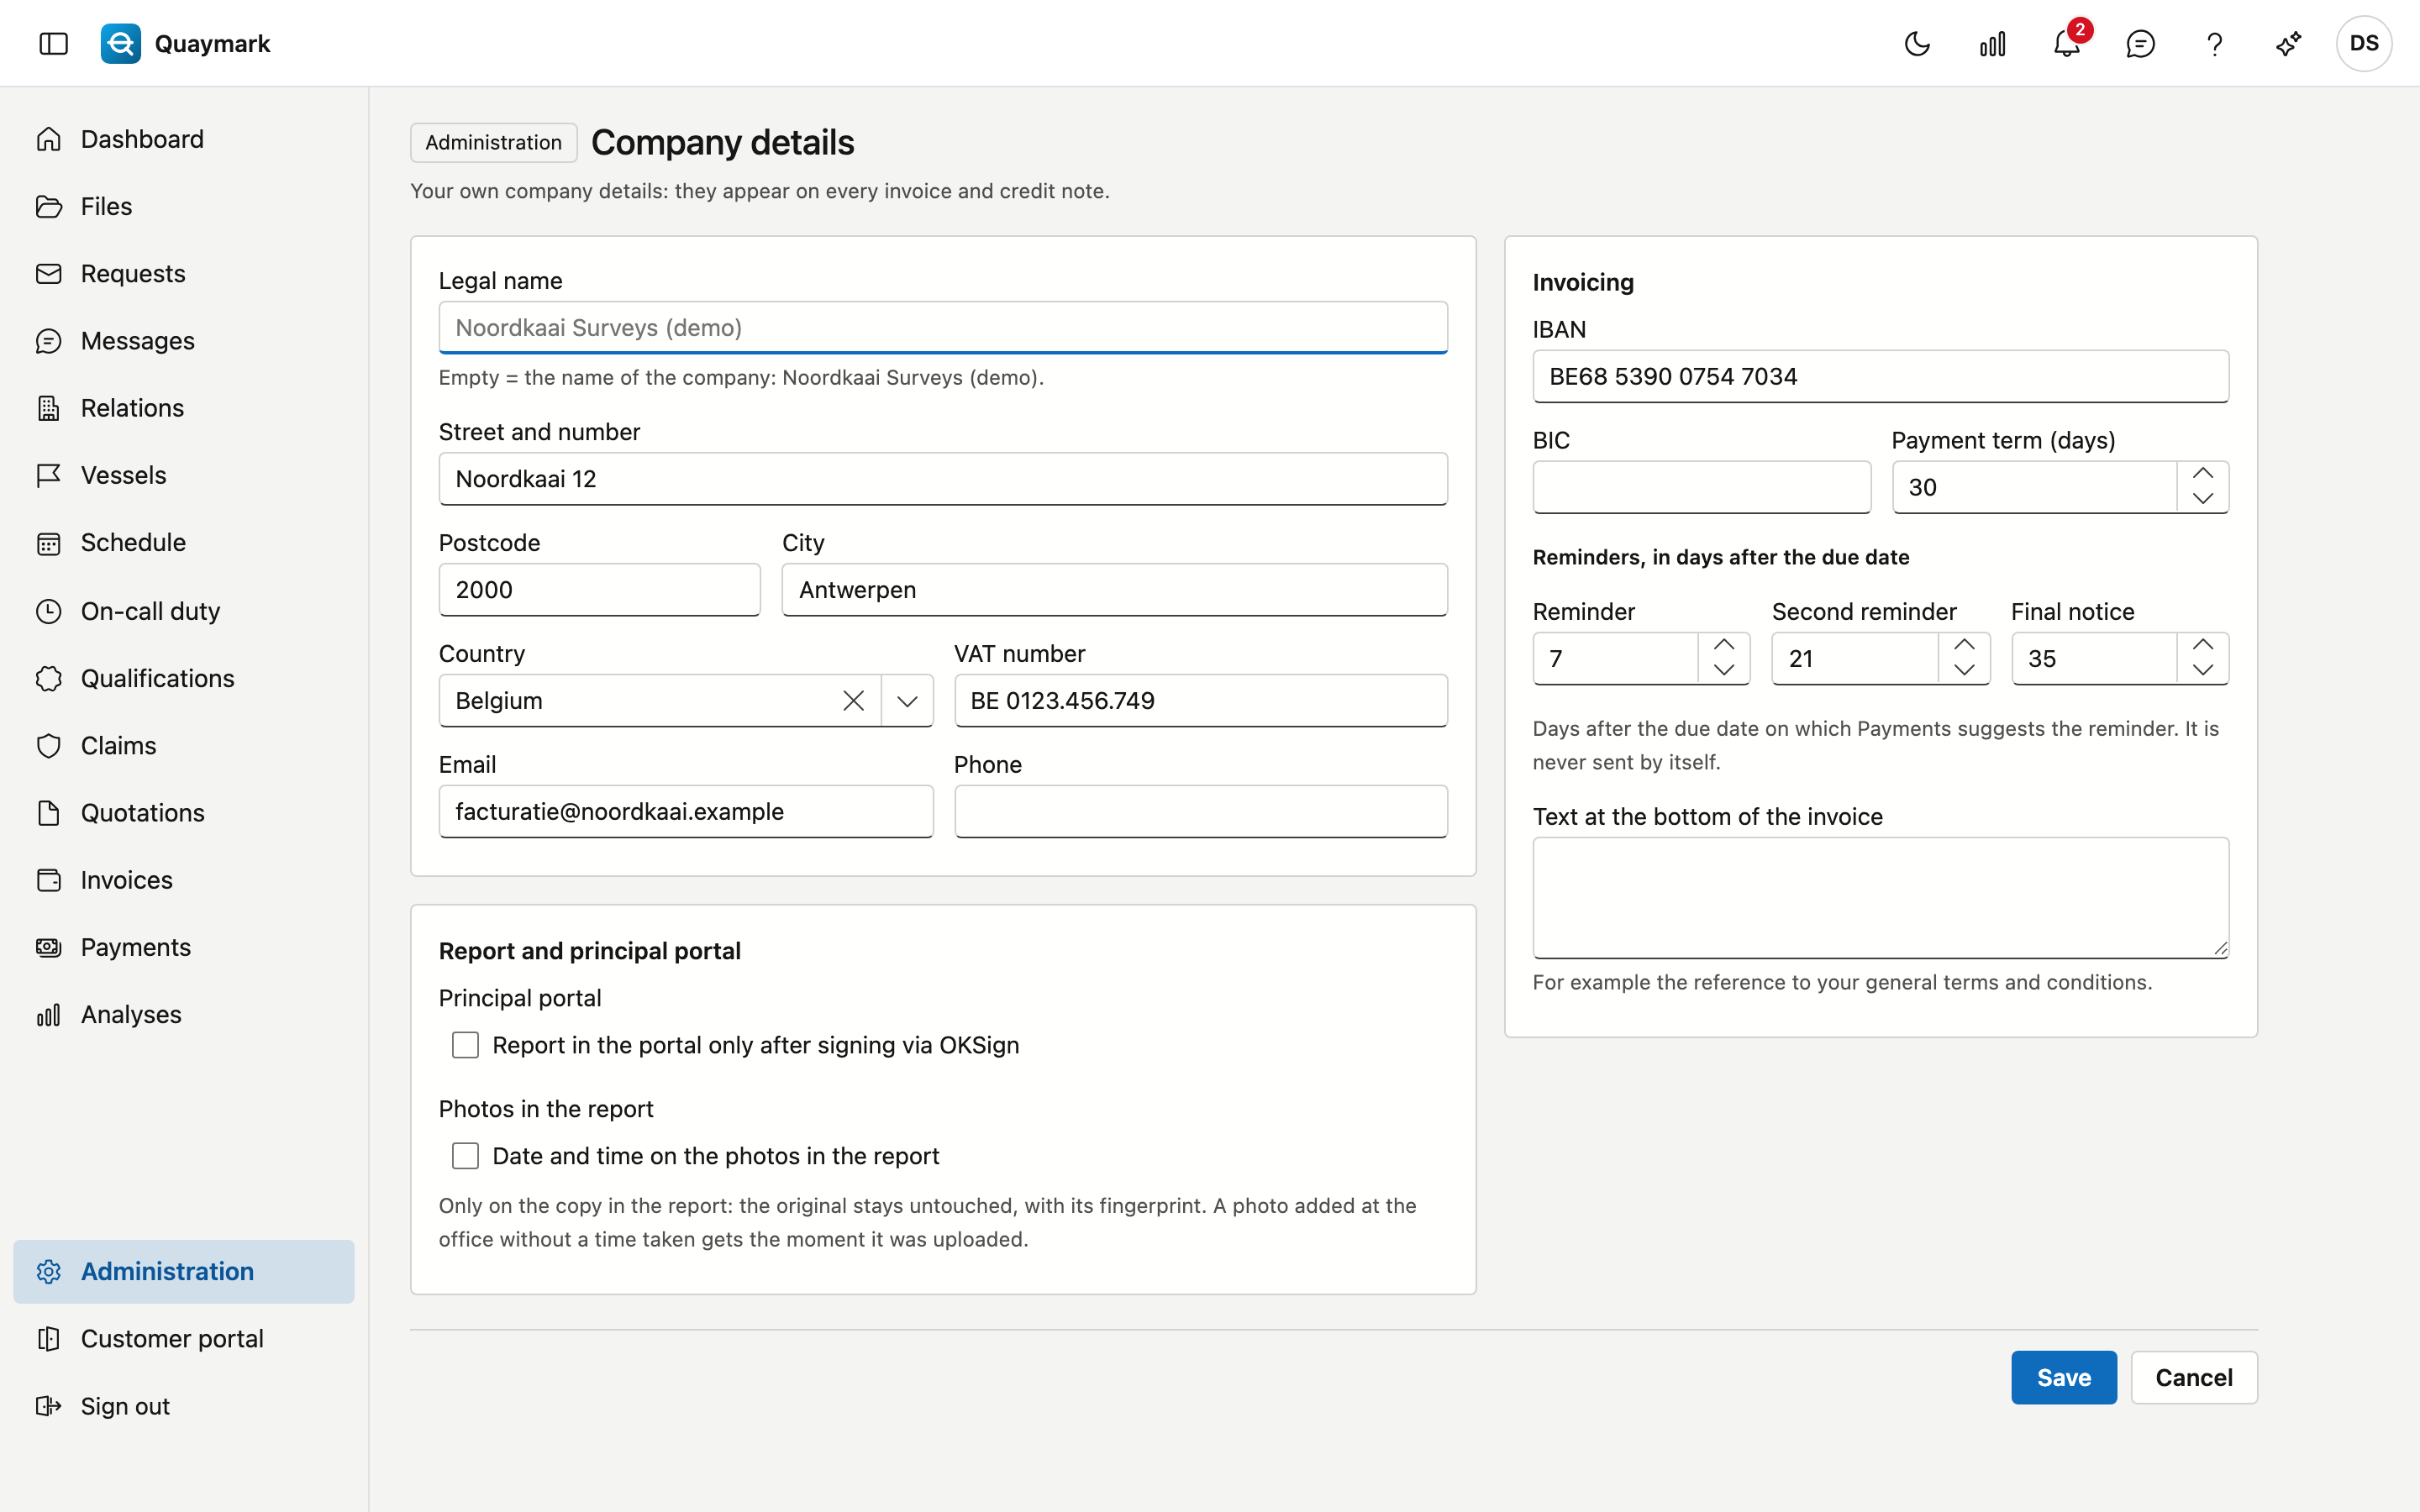 Quaymark
2
DS
Dashboard
Files
Requests
Messages
Relations
Vessels
Schedule
On-call duty
Qualifications
Claims
Quotations
Invoices
Payments
Analyses
Administration
Customer portal
Sign out
Administration
Company details
Your own company details: they appear on every invoice and credit note.
Legal name
Noordkaai Surveys (demo)
Empty = the name of the company: Noordkaai Surveys (demo).
Street and number
Noordkaai 12
Postcode
City
2000
Antwerpen
Country
VAT number
Belgium
BE 0123.456.749
Email
Phone
facturatie@noordkaai.example
Report and principal portal
Principal portal
Report in the portal only after signing via OKSign
Photos in the report
Date and time on the photos in the report
Only on the copy in the report: the original stays untouched, with its fingerprint. A photo added at the
office without a time taken gets the moment it was uploaded.
Invoicing
IBAN
BE68 5390 0754 7034
BIC
Payment term (days)
30
Reminders, in days after the due date
Reminder
Second reminder
Final notice
7
21
35
Days after the due date on which Payments suggests the reminder. It is
never sent by itself.
Text at the bottom of the invoice
For example the reference to your general terms and conditions.
Save
Cancel